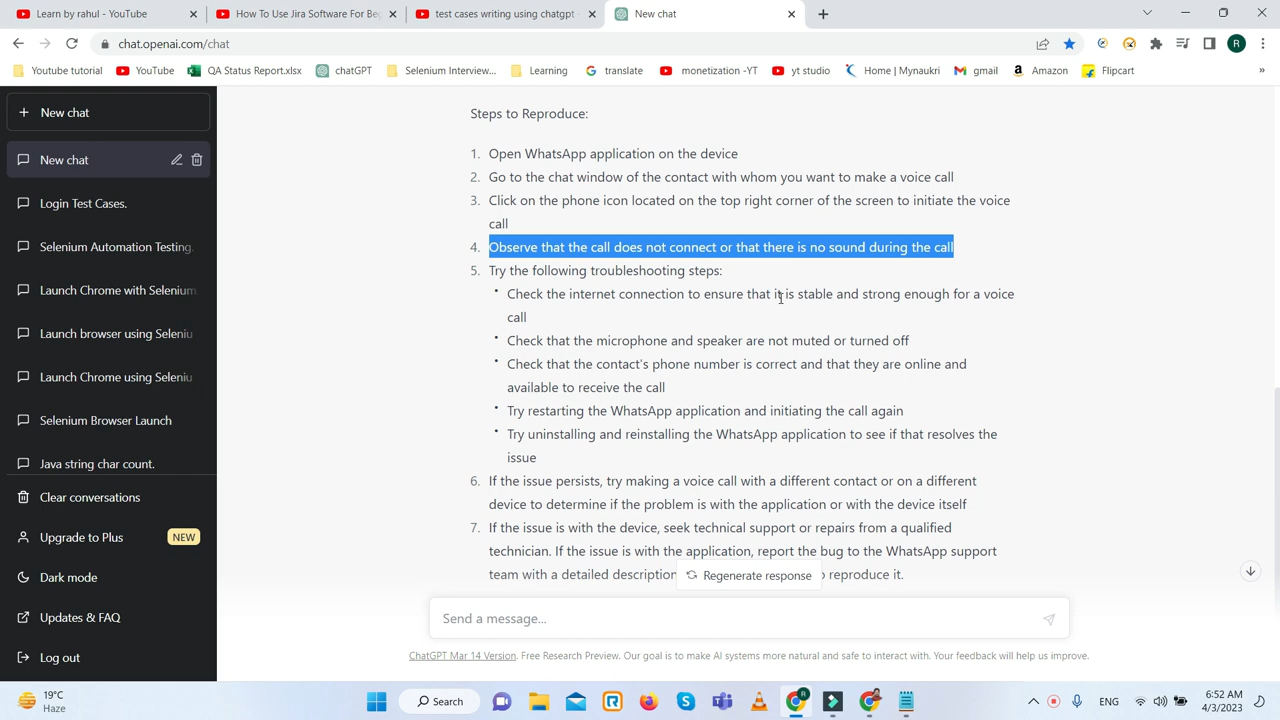 Learn by rahul - YouTube
How To Use Jira Software For Be
test cases writing using chatgpt -
New chat
chat.openai.com/chat
R
Youtube tutorial
YouTube
QA Status Report.xlsx
chatGPT
Selenium Interview...
Learning
translate
monetization -YT
yt studio
Home | Mynaukri
gmail
Amazon
Flipcart
»
New chat
New chat
Login Test Cases.
Selenium Automation Testing.
Launch Chrome with Selenium
Launch browser using Seleniu
Launch Chrome using Seleniu
Selenium Browser Launch
Java string char count.
Clear conversations
Upgrade to Plus NEW
Dark mode
Updates & FAQ
Log out
Steps to Reproduce:
1. Open WhatsApp application on the device
2. Go to the chat window of the contact with whom you want to make a voice call
3. Click on the phone icon located on the top right corner of the screen to initiate the voice
call
4. Observe that the call does not connect or that there is no sound during the call
5. Try the following troubleshooting steps:
• Check the internet connection to ensure that it is stable and strong enough for a voice
call
• Check that the microphone and speaker are not muted or turned off
• Check that the contact's phone number is correct and that they are online and
available to receive the call
• Try restarting the WhatsApp application and initiating the call again
• Try uninstalling and reinstalling the WhatsApp application to see if that resolves the
issue
6. If the issue persists, try making a voice call with a different contact or on a different
device to determine if the problem is with the application or with the device itself
7. If the issue is with the device, seek technical support or repairs from a qualified
technician. If the issue is with the application, report the bug to the WhatsApp support
team with a detailed description reproduce it.
Regenerate response
Send a message...
ChatGPT Mar 14 Version. Free Research Preview. Our goal is to make AI systems more natural and safe to interact with. Your feedback will help us improve.
19°C
Haze
Search
ENG
6:52 AM
4/3/2023